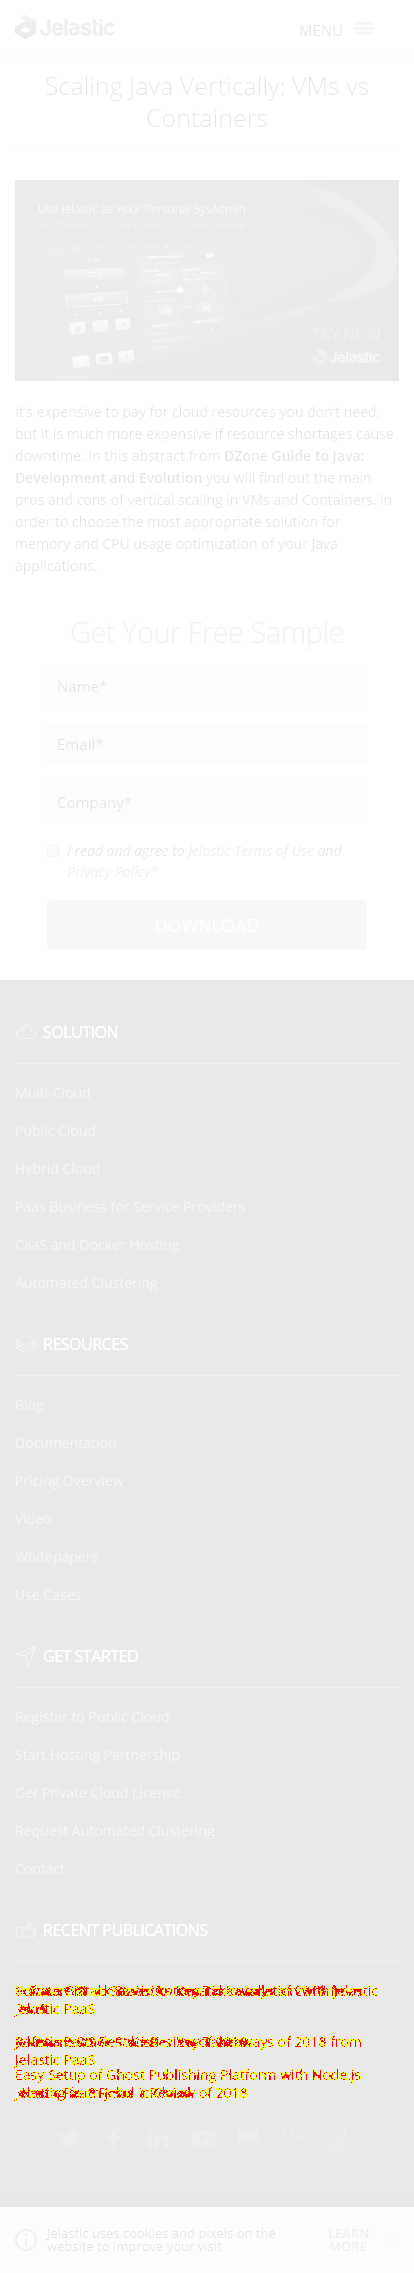 Jelastic
MENU
Scaling Java Vertically: VMs vs
Containers
Use Jelastic as Your Personal SysAdmin
TRY NOW
Jelastic
It's expensive to pay for cloud resources you don't need,
but it is much more expensive if resource shortages cause
downtime. In this abstract from DZone Guide to Java:
Development and Evolution you will find out the main
pros and cons of vertical scaling in VMs and Containers, in
order to choose the most appropriate solution for
memory and CPU usage optimization of your Java
applications.
Get Your Free Sample
Name*
Email*
Company*
I read and agree to Jelastic Terms of Use and
Privacy Policy*
DOWNLOAD
SOLUTION
Multi-Cloud
Public Cloud
Hybrid Cloud
Paas Business for Service Providers
CaaS and Docker Hosting
Automated Clustering
RESOURCES
Blog
Documentation
Pricing Overview
Video
Whitepapers
Use Cases
GET STARTED
Register to Public Cloud
Start Hosting Partnership
Get Private Cloud License
Request Automated Clustering
Contact
RECENT PUBLICATIONS
Jelastic
Jelastic PaaS
of 2018 from
Jelastic PaaS
Easy Setup of Ghost Publishing Platform with Node.js
of 2018
Jelastic uses cookies and pixels on the
website to improve your visit
LEARN
MORE